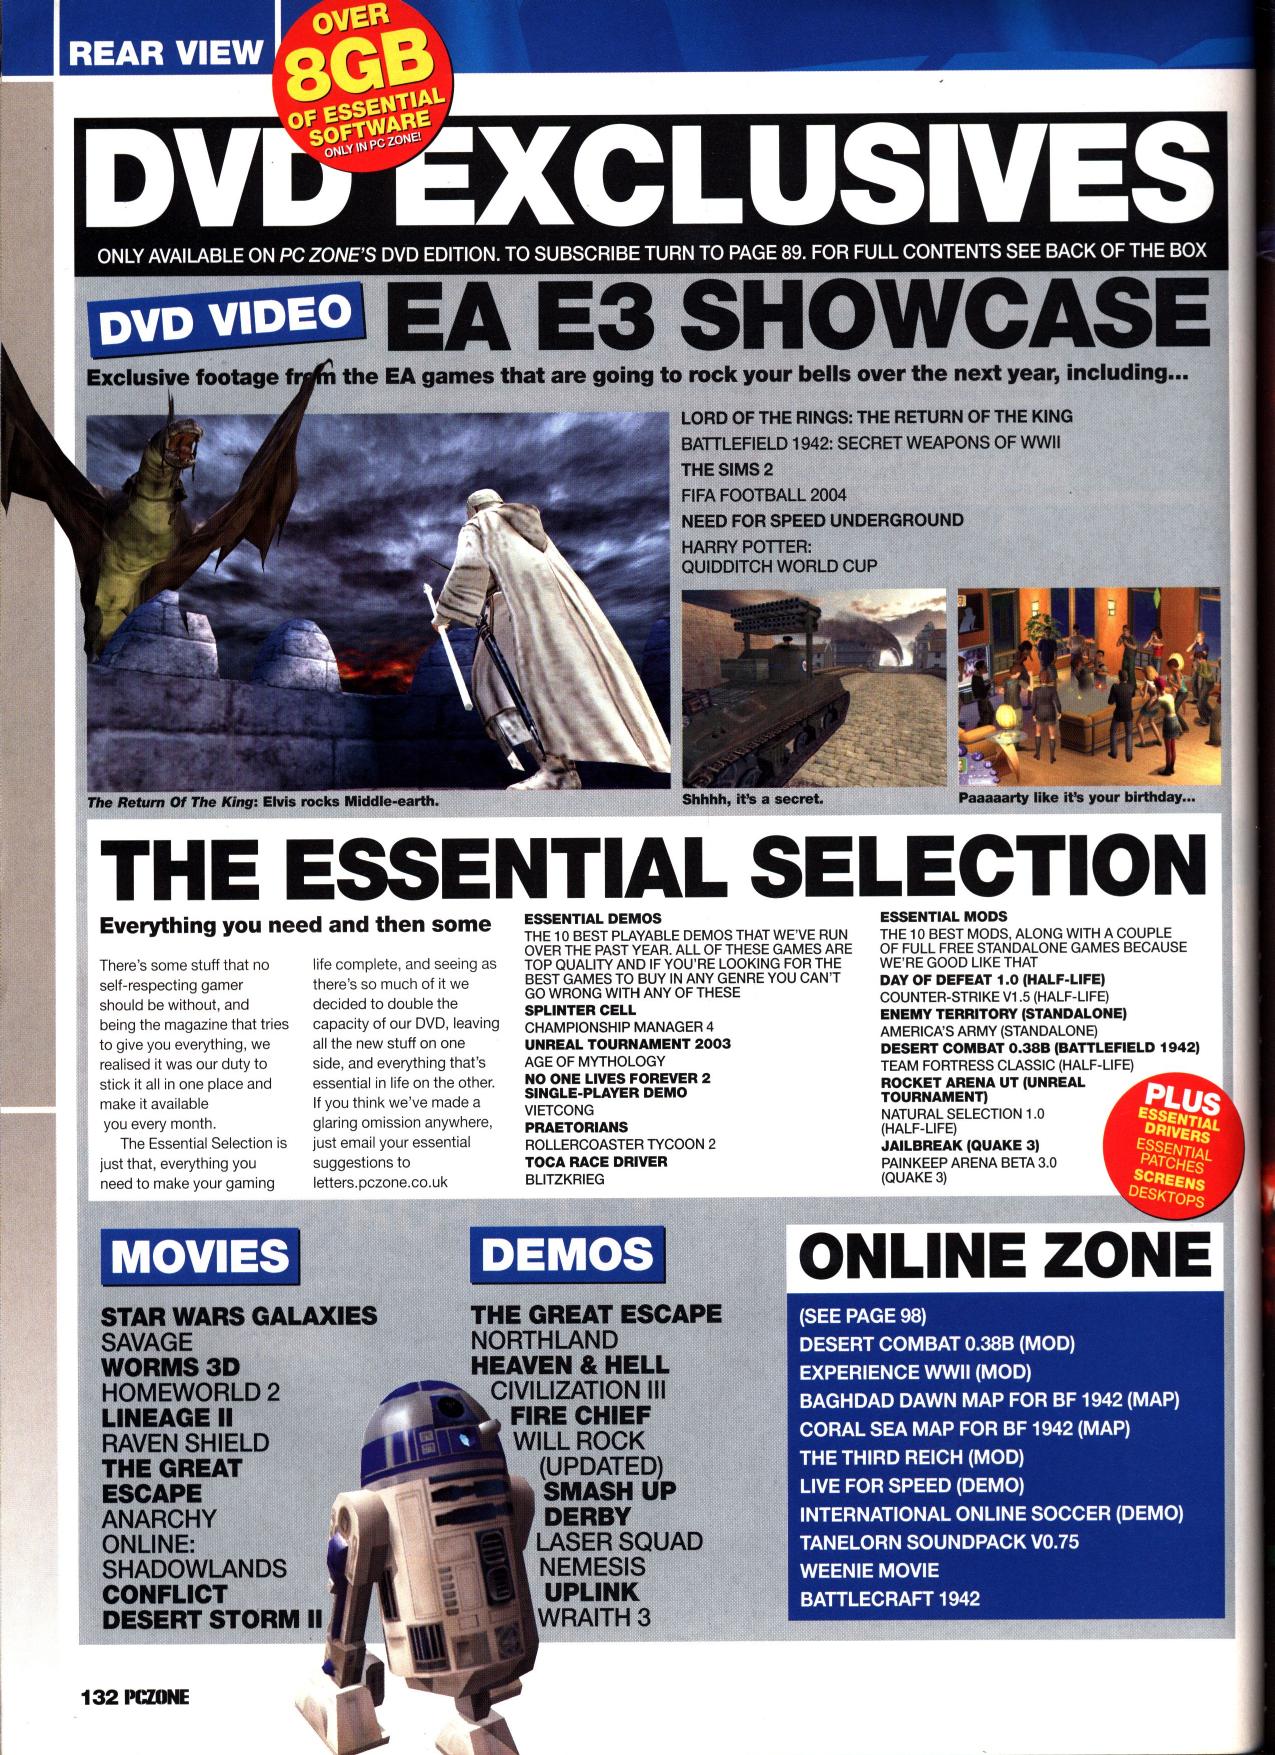 REAR VIEW
OVER
8GB
OF ESSENTIAL
SOFTWARE
ONLY IN PC ZONE!
DVD EXCLUSIVES
ONLY AVAILABLE ON PC ZONE'S DVD EDITION. TO SUBSCRIBE TURN TO PAGE 89. FOR FULL CONTENTS SEE BACK OF THE BOX
DVD VIDEO
EA E3 SHOWCASE
Exclusive footage from the EA games that are going to rock your bells over the next year, including...
LORD OF THE RINGS: THE RETURN OF THE KING
BATTLEFIELD 1942: SECRET WEAPONS OF WWII
THE SIMS 2
FIFA FOOTBALL 2004
NEED FOR SPEED UNDERGROUND
HARRY POTTER:
QUIDDITCH WORLD CUP
The Return Of The King: Elvis rocks Middle-earth.
Shhhh, it's a secret.
Paaaaarty like it's your birthday...
THE ESSENTIAL SELECTION
Everything you need and then some
There's some stuff that no
self-respecting gamer
should be without, and
being the magazine that tries
to give you everything, we
realised it was our duty to
stick it all in one place and
make it available
you every month.
The Essential Selection is
just that, everything you
need to make your gaming
life complete, and seeing as
there's so much of it we
decided to double the
capacity of our DVD, leaving
all the new stuff on one
side, and everything that's
essential in life on the other.
If you think we've made a
glaring omission anywhere,
just email your essential
suggestions to
letters.pczone.co.uk
ESSENTIAL DEMOS
THE 10 BEST PLAYABLE DEMOS THAT WE'VE RUN
OVER THE PAST YEAR. ALL OF THESE GAMES ARE
TOP QUALITY AND IF YOU'RE LOOKING FOR THE
BEST GAMES TO BUY IN ANY GENRE YOU CAN'T
GO WRONG WITH ANY OF THESE
SPLINTER CELL
CHAMPIONSHIP MANAGER 4
UNREAL TOURNAMENT 2003
AGE OF MYTHOLOGY
NO ONE LIVES FOREVER 2
SINGLE-PLAYER DEMO
VIETCONG
PRAETORIANS
ROLLERCOASTER TYCOON 2
TOCA RACE DRIVER
BLITZKRIEG
ESSENTIAL MODS
THE 10 BEST MODS, ALONG WITH A COUPLE
OF FULL FREE STANDALONE GAMES BECAUSE
WE'RE GOOD LIKE THAT
DAY OF DEFEAT 1.0 (HALF-LIFE)
COUNTER-STRIKE V1.5 (HALF-LIFE)
ENEMY TERRITORY (STANDALONE)
AMERICA'S ARMY (STANDALONE)
DESERT COMBAT 0.38B (BATTLEFIELD 1942)
TEAM FORTRESS CLASSIC (HALF-LIFE)
ROCKET ARENA UT (UNREAL
TOURNAMENT)
NATURAL SELECTION 1.0
(HALF-LIFE)
JAILBREAK (QUAKE 3)
PAINKEEP ARENA BETA 3.0
(QUAKE 3)
PLUS
ESSENTIAL
DRIVERS
ESSENTIAL
PATCHES
SCREENS
DESKTOPS
MOVIES
STAR WARS GALAXIES
SAVAGE
WORMS 3D
HOMEWORLD 2
LINEAGE II
RAVEN SHIELD
THE GREAT
ESCAPE
ANARCHY
ONLINE:
SHADOWLANDS
CONFLICT
DESERT STORM II
DEMOS
THE GREAT ESCAPE
NORTHLAND
HEAVEN & HELL
CIVILIZATION III
FIRE CHIEF
WILL ROCK
(UPDATED)
SMASH UP
DERBY
LASER SQUAD
NEMESIS
UPLINK
WRAITH 3
ONLINE ZONE
(SEE PAGE 98)
DESERT COMBAT 0.38B (MOD)
EXPERIENCE WWII (MOD)
BAGHDAD DAWN MAP FOR BF 1942 (MAP)
CORAL SEA MAP FOR BF 1942 (MAP)
THE THIRD REICH (MOD)
LIVE FOR SPEED (DEMO)
INTERNATIONAL ONLINE SOCCER (DEMO)
TANELORN SOUNDPACK V0.75
WEENIE MOVIE
BATTLECRAFT 1942
132 PCZONE